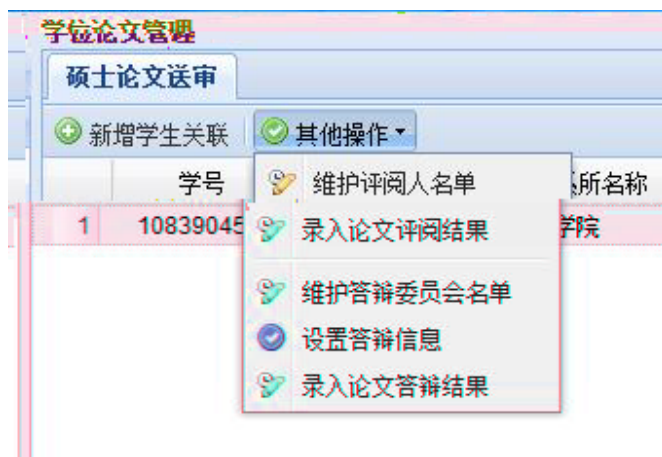 学位论文管理
硕士论文送审
新增学生关联 其他操作
学号 所名称
1 10839045 学院
维护评阅人名单
录入论文评阅结果
维护答辩委员会名单
设置答辩信息
录入论文答辩结果